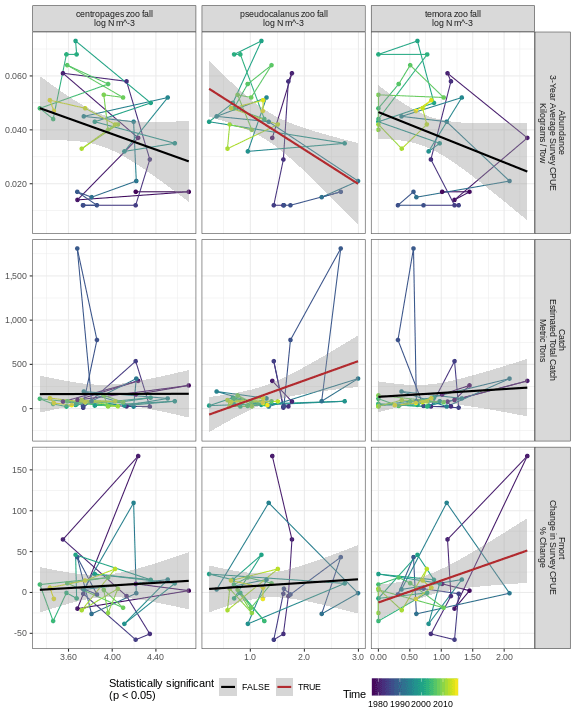 centropages zoo fall
log N m^-3
pseudocalanus zoo fall
log N m^-3
temora zoo fall
log N m^-3
0.060
0.040
0.020
Abundance
3-Year Average Survey CPUE
Kilograms / Tow
1,500
1,000
500
0
Catch
Estimated Total Catch
Metric Tons
150
100
50
0
-50
Fmort
Change in Survey CPUE
% Change
3.60 4.00 4.40
1.0 2.0 3.0
0.00 0.50 1.00 1.50 2.00
Statistically significant
(p < 0.05)
FALSE
TRUE
Time
1980 1990 2000 2010